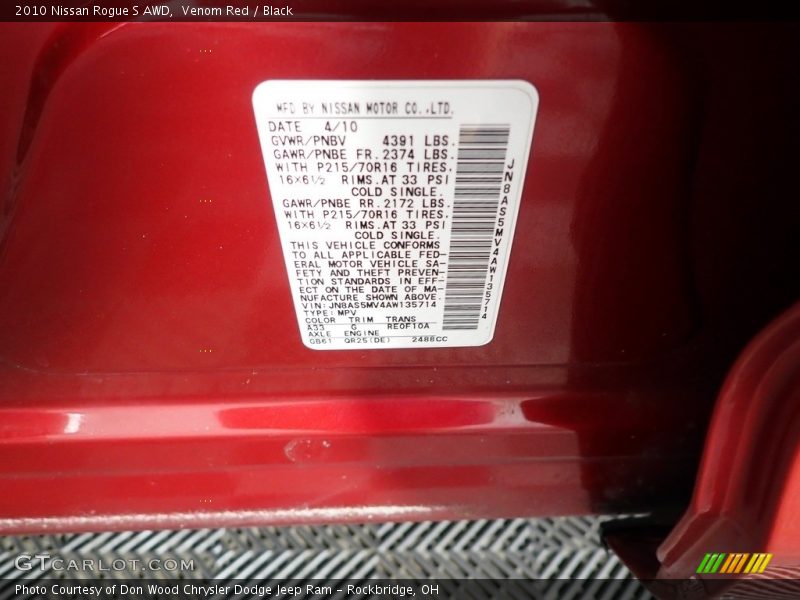 2010 Nissan Rogue S AWD,  Venom Red / Black
MFD BY NISSAN MOTOR CO.,LTD.
DATE 4/10
GVWR/PNBV 4391 LBS.
GAWR/PNBE FR.2374 LBS.
WITH P215/70R16 TIRES,
16×6½ RIMS.AT 33 PSI
COLD SINGLE.
GAWR/PNBE RR.2172 LBS.
WITH P215/70R16 TIRES,
16×6½ RIMS.AT 33 PSI
COLD SINGLE.
THIS VEHICLE CONFORMS
TO ALL APPLICABLE FED-
ERAL MOTOR VEHICLE SA-
FETY AND THEFT PREVEN-
TION STANDARDS IN EFF-
ECT ON THE DATE OF MA-
NUFACTURE SHOWN ABOVE.
VIN:JN8AS5MV4AW135714
TYPE:MPV
COLOR TRIM TRANS
A33 G RE0F10A
AXLE ENGINE
GB61 QR25(DE) 2488CC
JN8AS5MV4AW135714
GTCARLOT.COM
Photo Courtesy of Don Wood Chrysler Dodge Jeep Ram – Rockbridge, OH